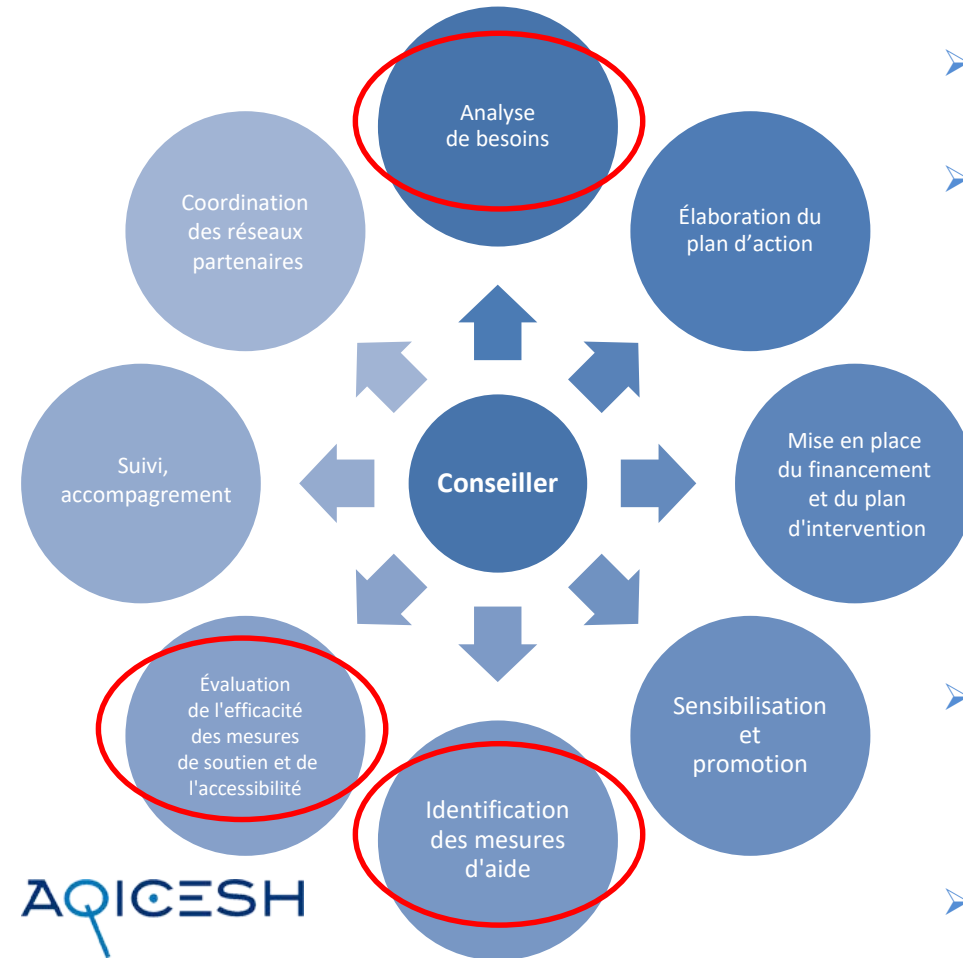 Analyse
de besoins
Élaboration du
plan d’action
Mise en place
du financement
et du plan
d'intervention
Sensibilisation
et
promotion
Identification
des mesures
d'aide
Évaluation
de l'efficacité
des mesures
de soutien et de
l'accessibilité
Suivi,
accompagrement
Coordination
des réseaux
partenaires
Conseiller
AQICESH